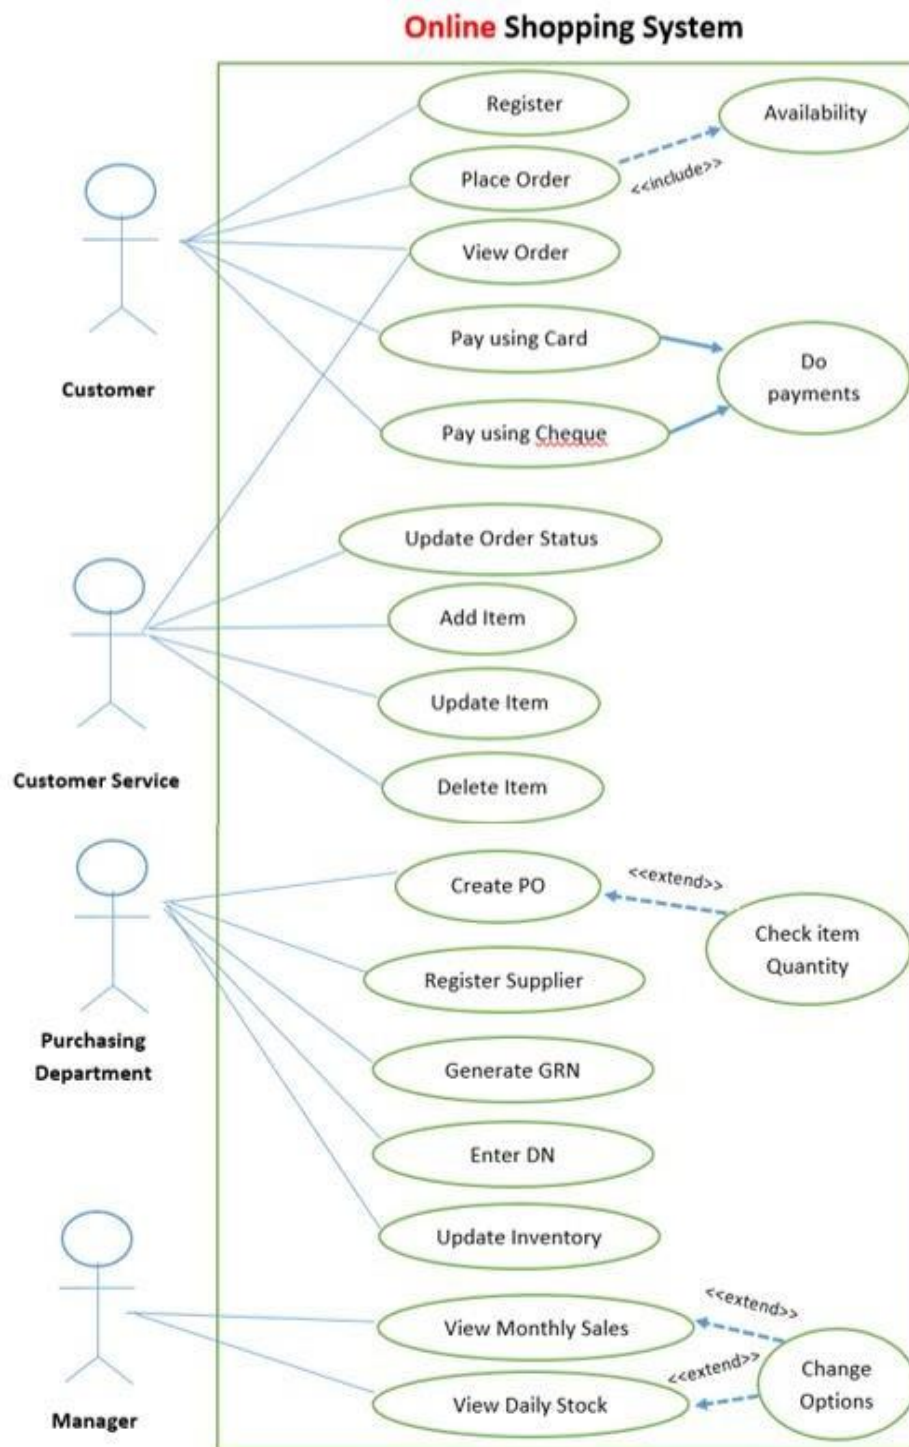 Online Shopping System
Register
Availability
Place Order
<<include>>
View Order
Pay using Card
Do
payments
Customer
Pay using Cheque
Update Order Status
Add Item
Update Item
Customer Service
Delete Item
Create PO
<<extend>>
Check item
Quantity
Register Supplier
Purchasing
Department
Generate GRN
Enter DN
Update Inventory
<<extend>>
View Monthly Sales
<<extend>>
Change
Options
View Daily Stock
Manager